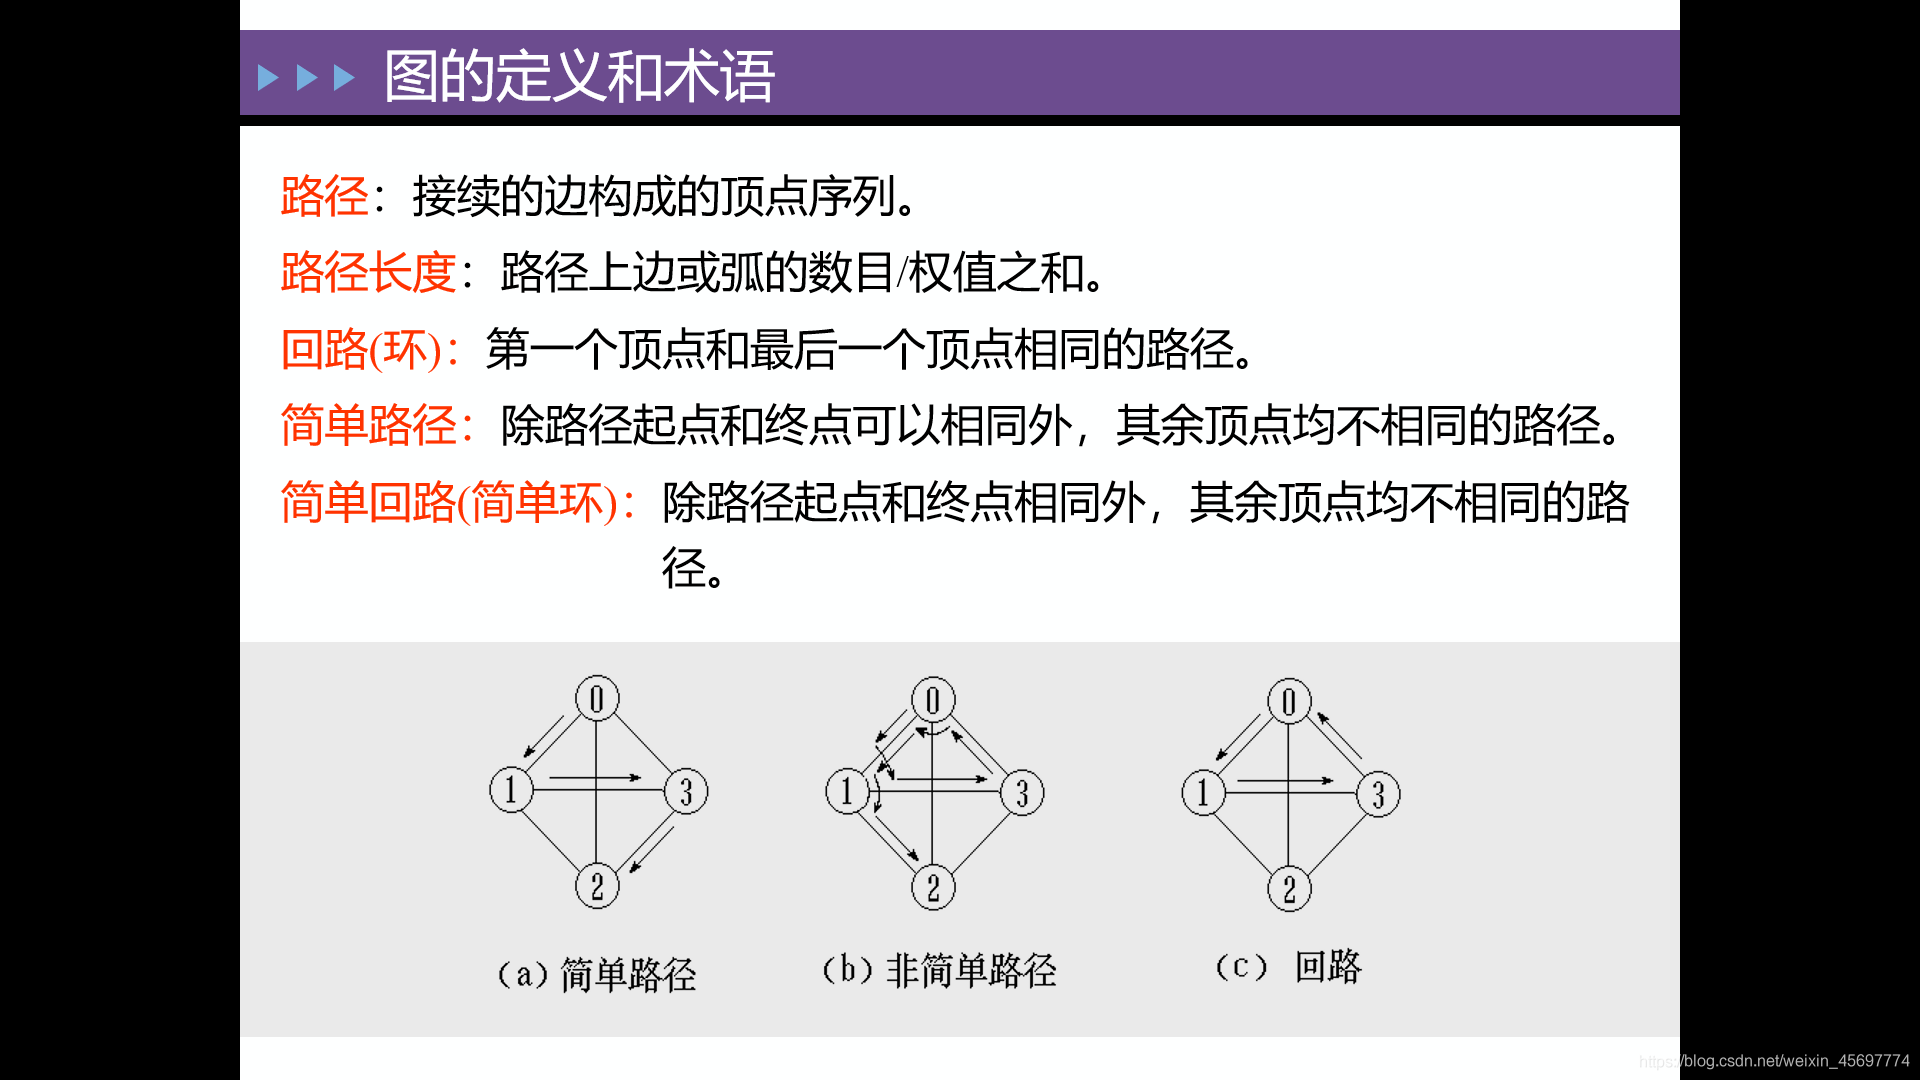 图的定义和术语
路径：接续的边构成的顶点序列。
路径长度：路径上边或弧的数目/权值之和。
回路(环)：第一个顶点和最后一个顶点相同的路径。
简单路径：除路径起点和终点可以相同外，其余顶点均不相同的路径。
简单回路(简单环)：除路径起点和终点相同外，其余顶点均不相同的路
径。
0 0 0
1 3 1 3 1 3
2 2 2
(a)简单路径 (b)非简单路径 (c) 回路
https://blog.csdn.net/weixin_45697774